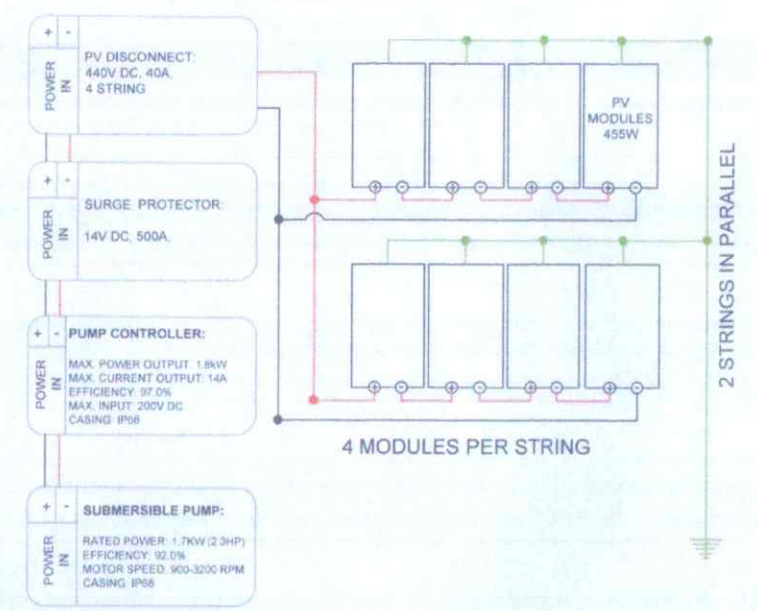 + -
POWER IN
PV DISCONNECT:
440V DC, 40A,
4 STRING
+ -
POWER IN
SURGE PROTECTOR:
14V DC, 500A,
+ -
POWER IN
PUMP CONTROLLER:
MAX. POWER OUTPUT: 1.8kW
MAX. CURRENT OUTPUT: 14A
EFFICIENCY: 97.0%
MAX. INPUT: 200V DC
CASING: IP68
+ -
POWER IN
SUBMERSIBLE PUMP:
RATED POWER: 1.7KW (2.3HP)
EFFICIENCY: 92.0%
MOTOR SPEED: 900-3200 RPM
CASING: IP68
PV
MODULES
455W
+ - + - + - + -
+ - + - + - + -
4 MODULES PER STRING
2 STRINGS IN PARALLEL